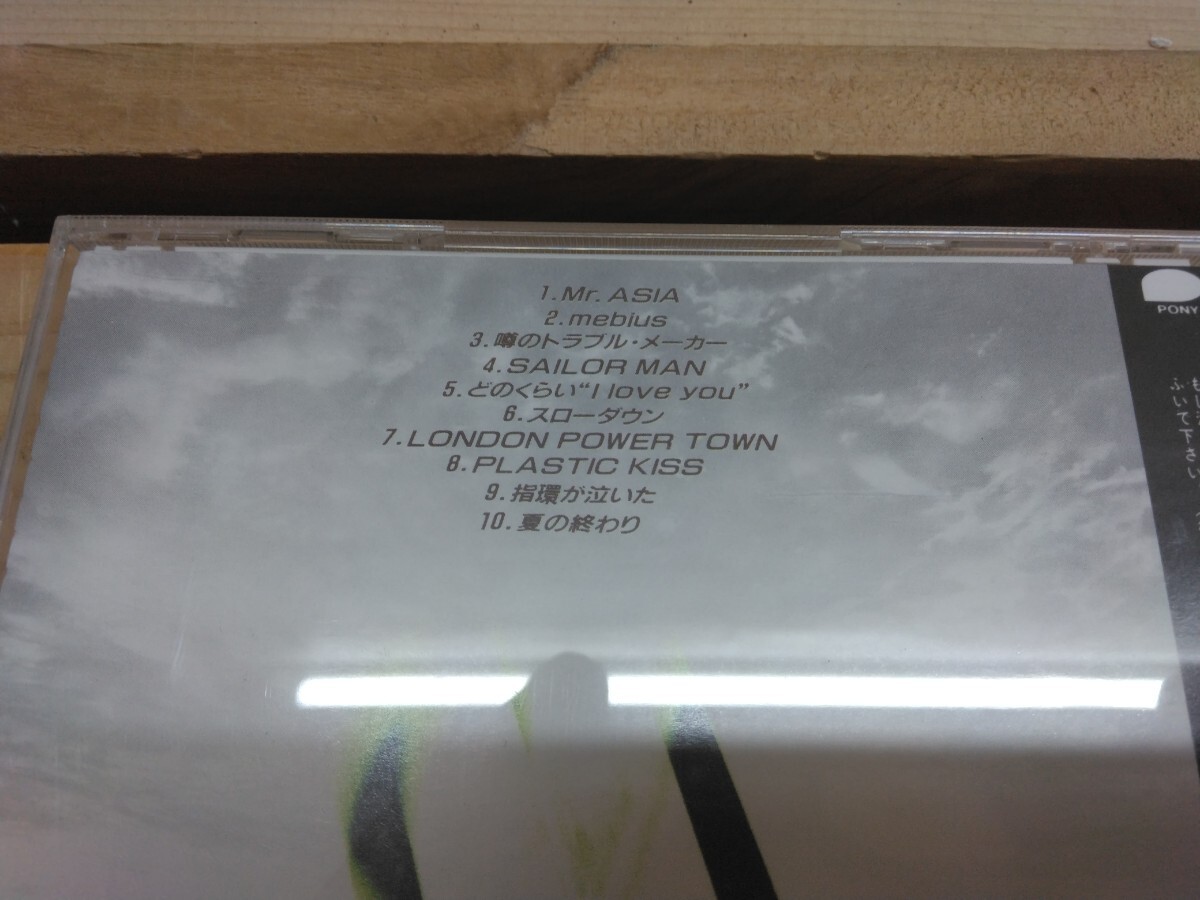 1. Mr. ASIA
2. mebius
3. 噂のトラブル・メーカー
4. SAILOR MAN
5. どのくらい“I love you”
6. スローダウン
7. LONDON POWER TOWN
8. PLASTIC KISS
9. 指環が泣いた
10. 夏の終わり
PONY
ふいて下さい